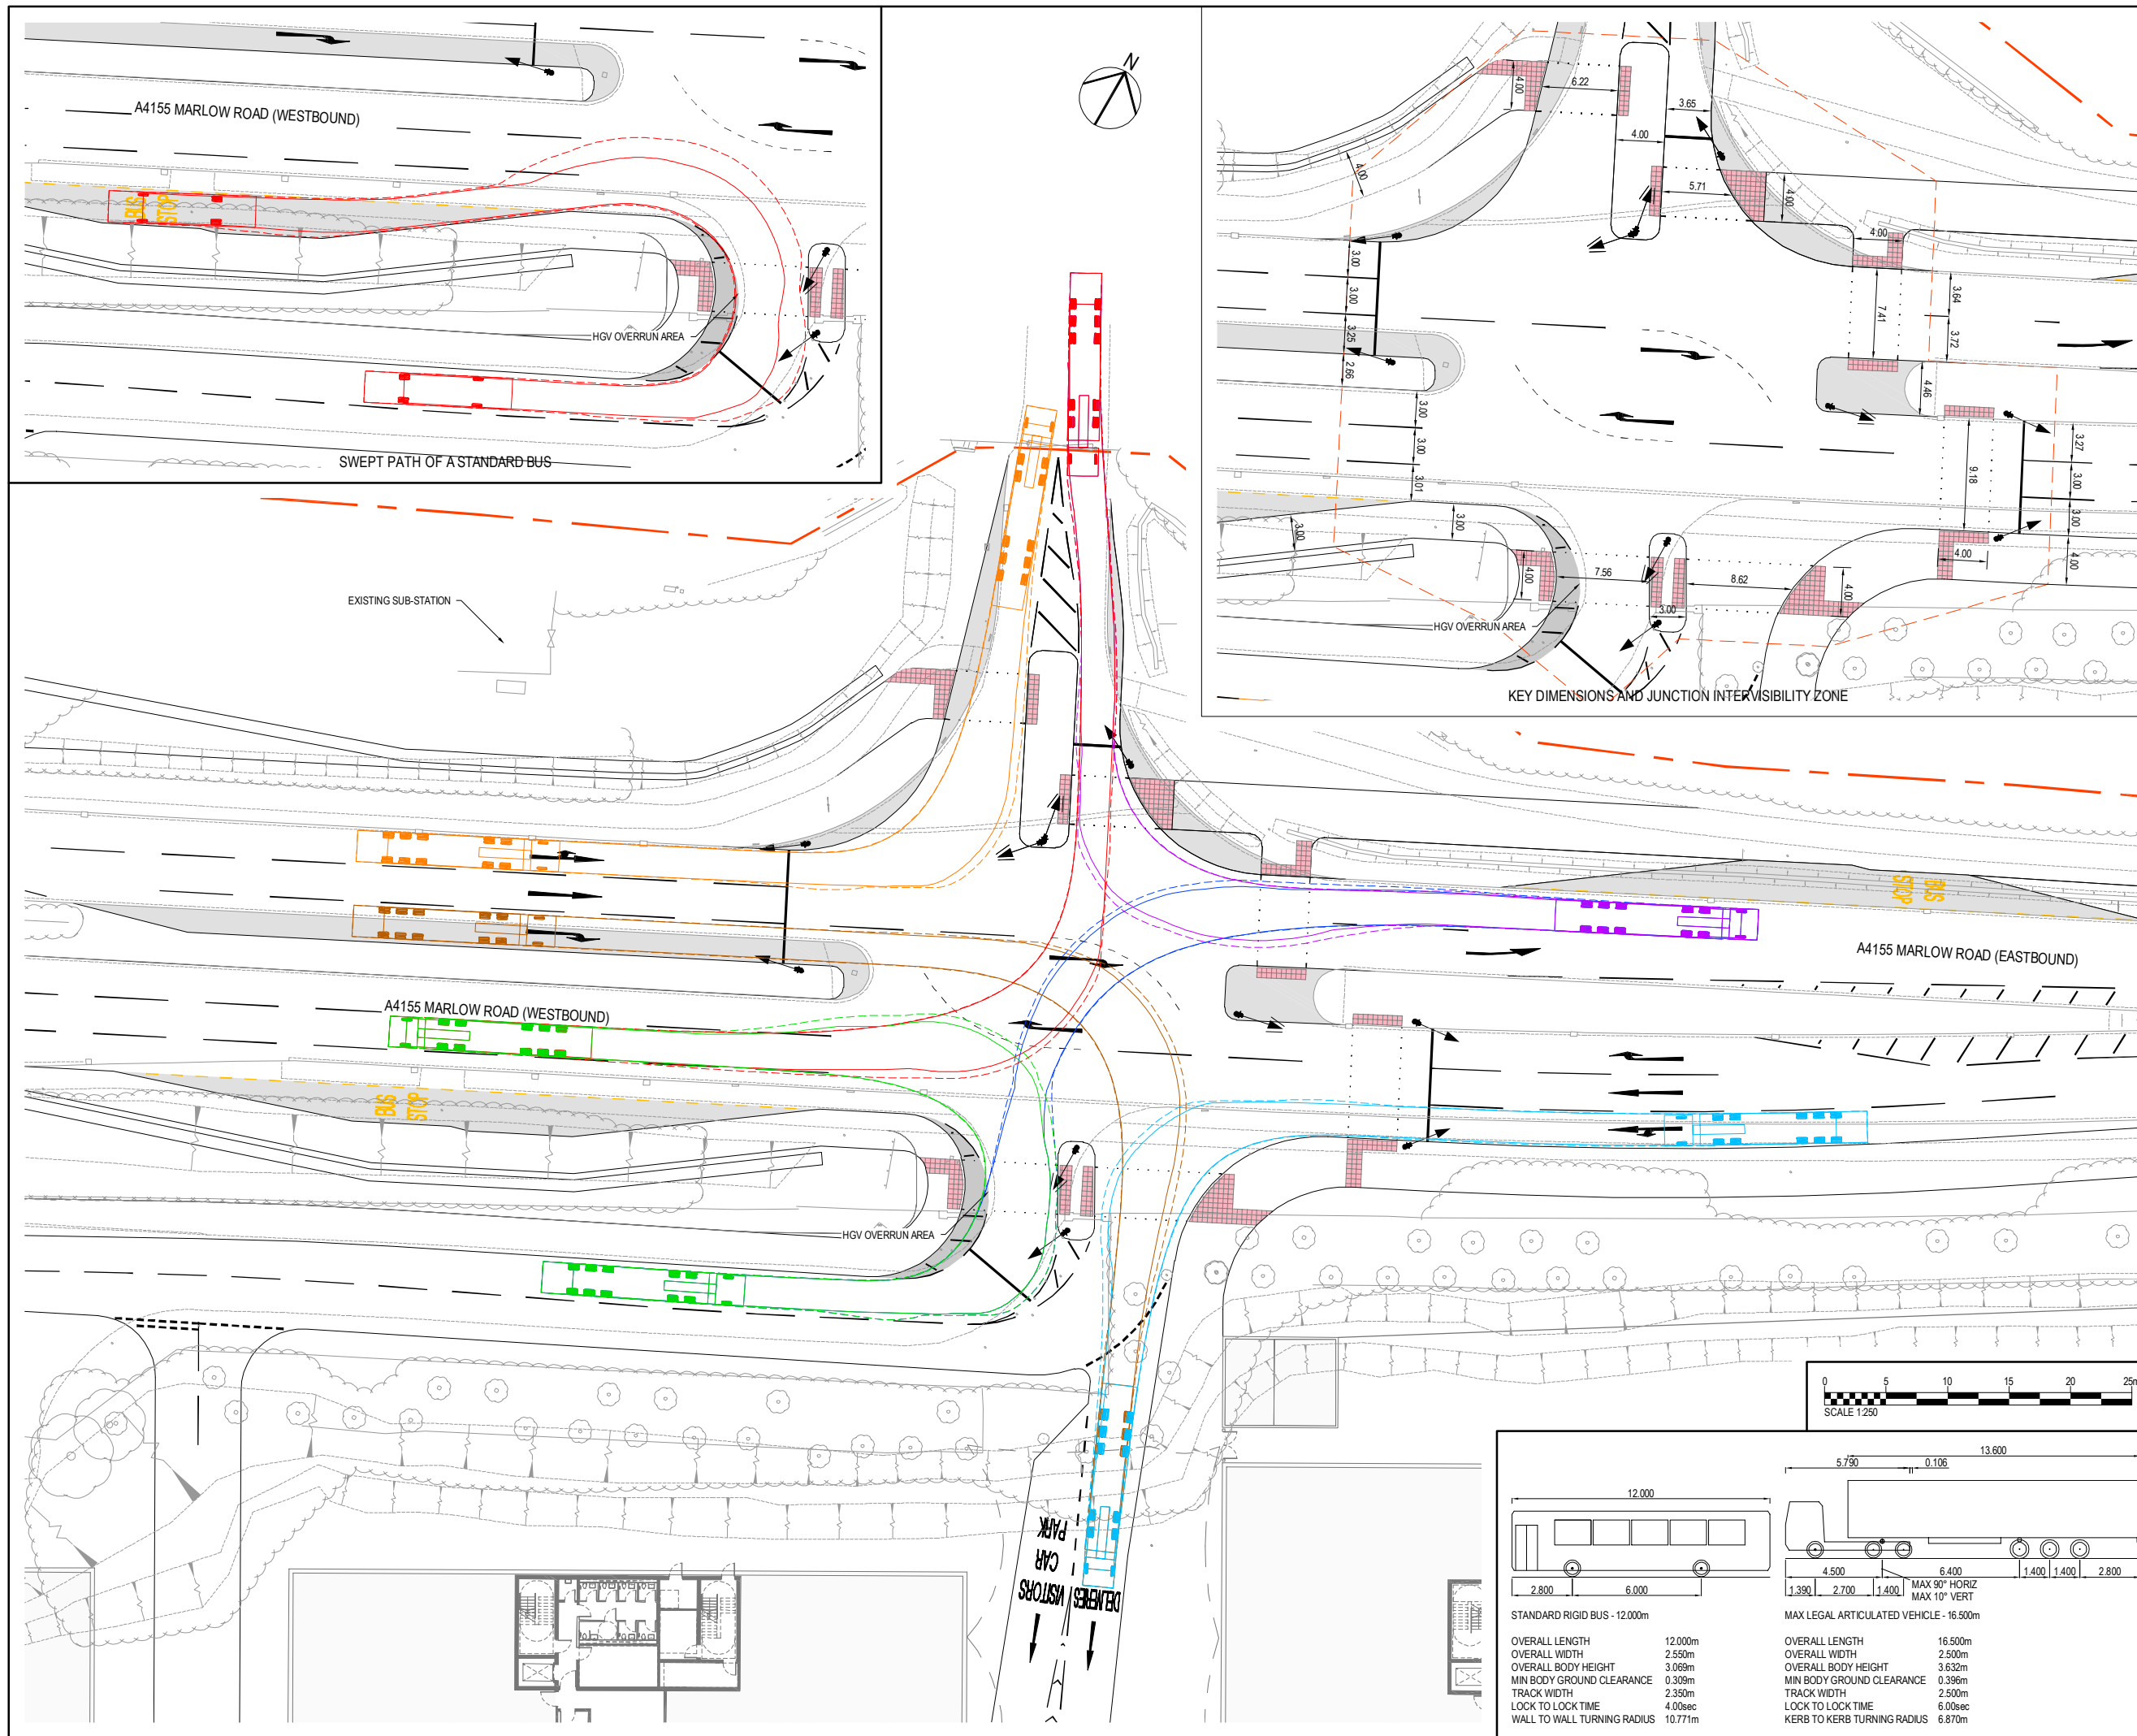 A4155 MARLOW ROAD (WESTBOUND)
BUS
STOP
HGV OVERRUN AREA
SWEPT PATH OF A STANDARD BUS
N
4.00
6.22
3.65
4.00
4.00
5.71
4.00
4.00
3.00
3.00
3.25
2.86
3.00
3.00
3.01
7.41
3.64
3.72
4.46
3.27
3.00
3.00
4.00
9.18
4.00
3.00
3.00
4.00
7.56
3.00
8.62
4.00
HGV OVERRUN AREA
KEY DIMENSIONS AND JUNCTION INTERVISIBILITY ZONE
EXISTING SUB-STATION
BUS
STOP
A4155 MARLOW ROAD (EASTBOUND)
A4155 MARLOW ROAD (WESTBOUND)
BUS
STOP
HGV OVERRUN AREA
VISITORS
CAR
PARK
DELIVERIES
0 5 10 15 20 25m
SCALE 1:250
12.000
2.800 6.000
STANDARD RIGID BUS - 12.000m
OVERALL LENGTH 12.000m
OVERALL WIDTH 2.550m
OVERALL BODY HEIGHT 3.069m
MIN BODY GROUND CLEARANCE 0.309m
TRACK WIDTH 2.350m
LOCK TO LOCK TIME 4.00sec
WALL TO WALL TURNING RADIUS 10.771m
13.600
5.790 0.106
4.500 6.400 1.400 1.400 2.800
1.390 2.700 1.400
MAX 90° HORIZ
MAX 10° VERT
MAX LEGAL ARTICULATED VEHICLE - 16.500m
OVERALL LENGTH 16.500m
OVERALL WIDTH 2.500m
OVERALL BODY HEIGHT 3.632m
MIN BODY GROUND CLEARANCE 0.396m
TRACK WIDTH 2.500m
LOCK TO LOCK TIME 6.00sec
KERB TO KERB TURNING RADIUS 6.870m